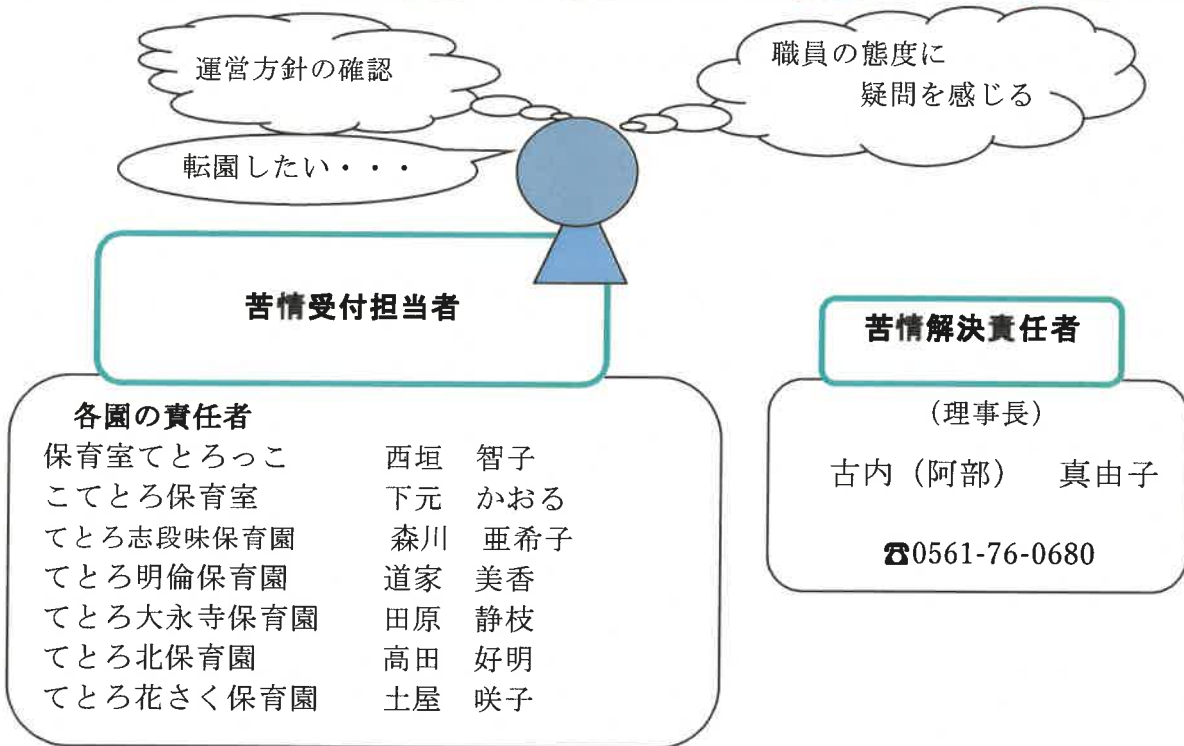 運営方針の確認
職員の態度に
疑問を感じる
転園したい・・・
苦情受付担当者
各園の責任者
保育室てとろっこ 西垣 智子
こてとろ保育室 下元 かおる
てとろ志段味保育園 森川 亜希子
てとろ明倫保育園 道家 美香
てとろ大永寺保育園 田原 静枝
てとろ北保育園 高田 好明
てとろ花さく保育園 土屋 咲子
苦情解決責任者
(理事長)
古内(阿部) 真由子
☎0561-76-0680